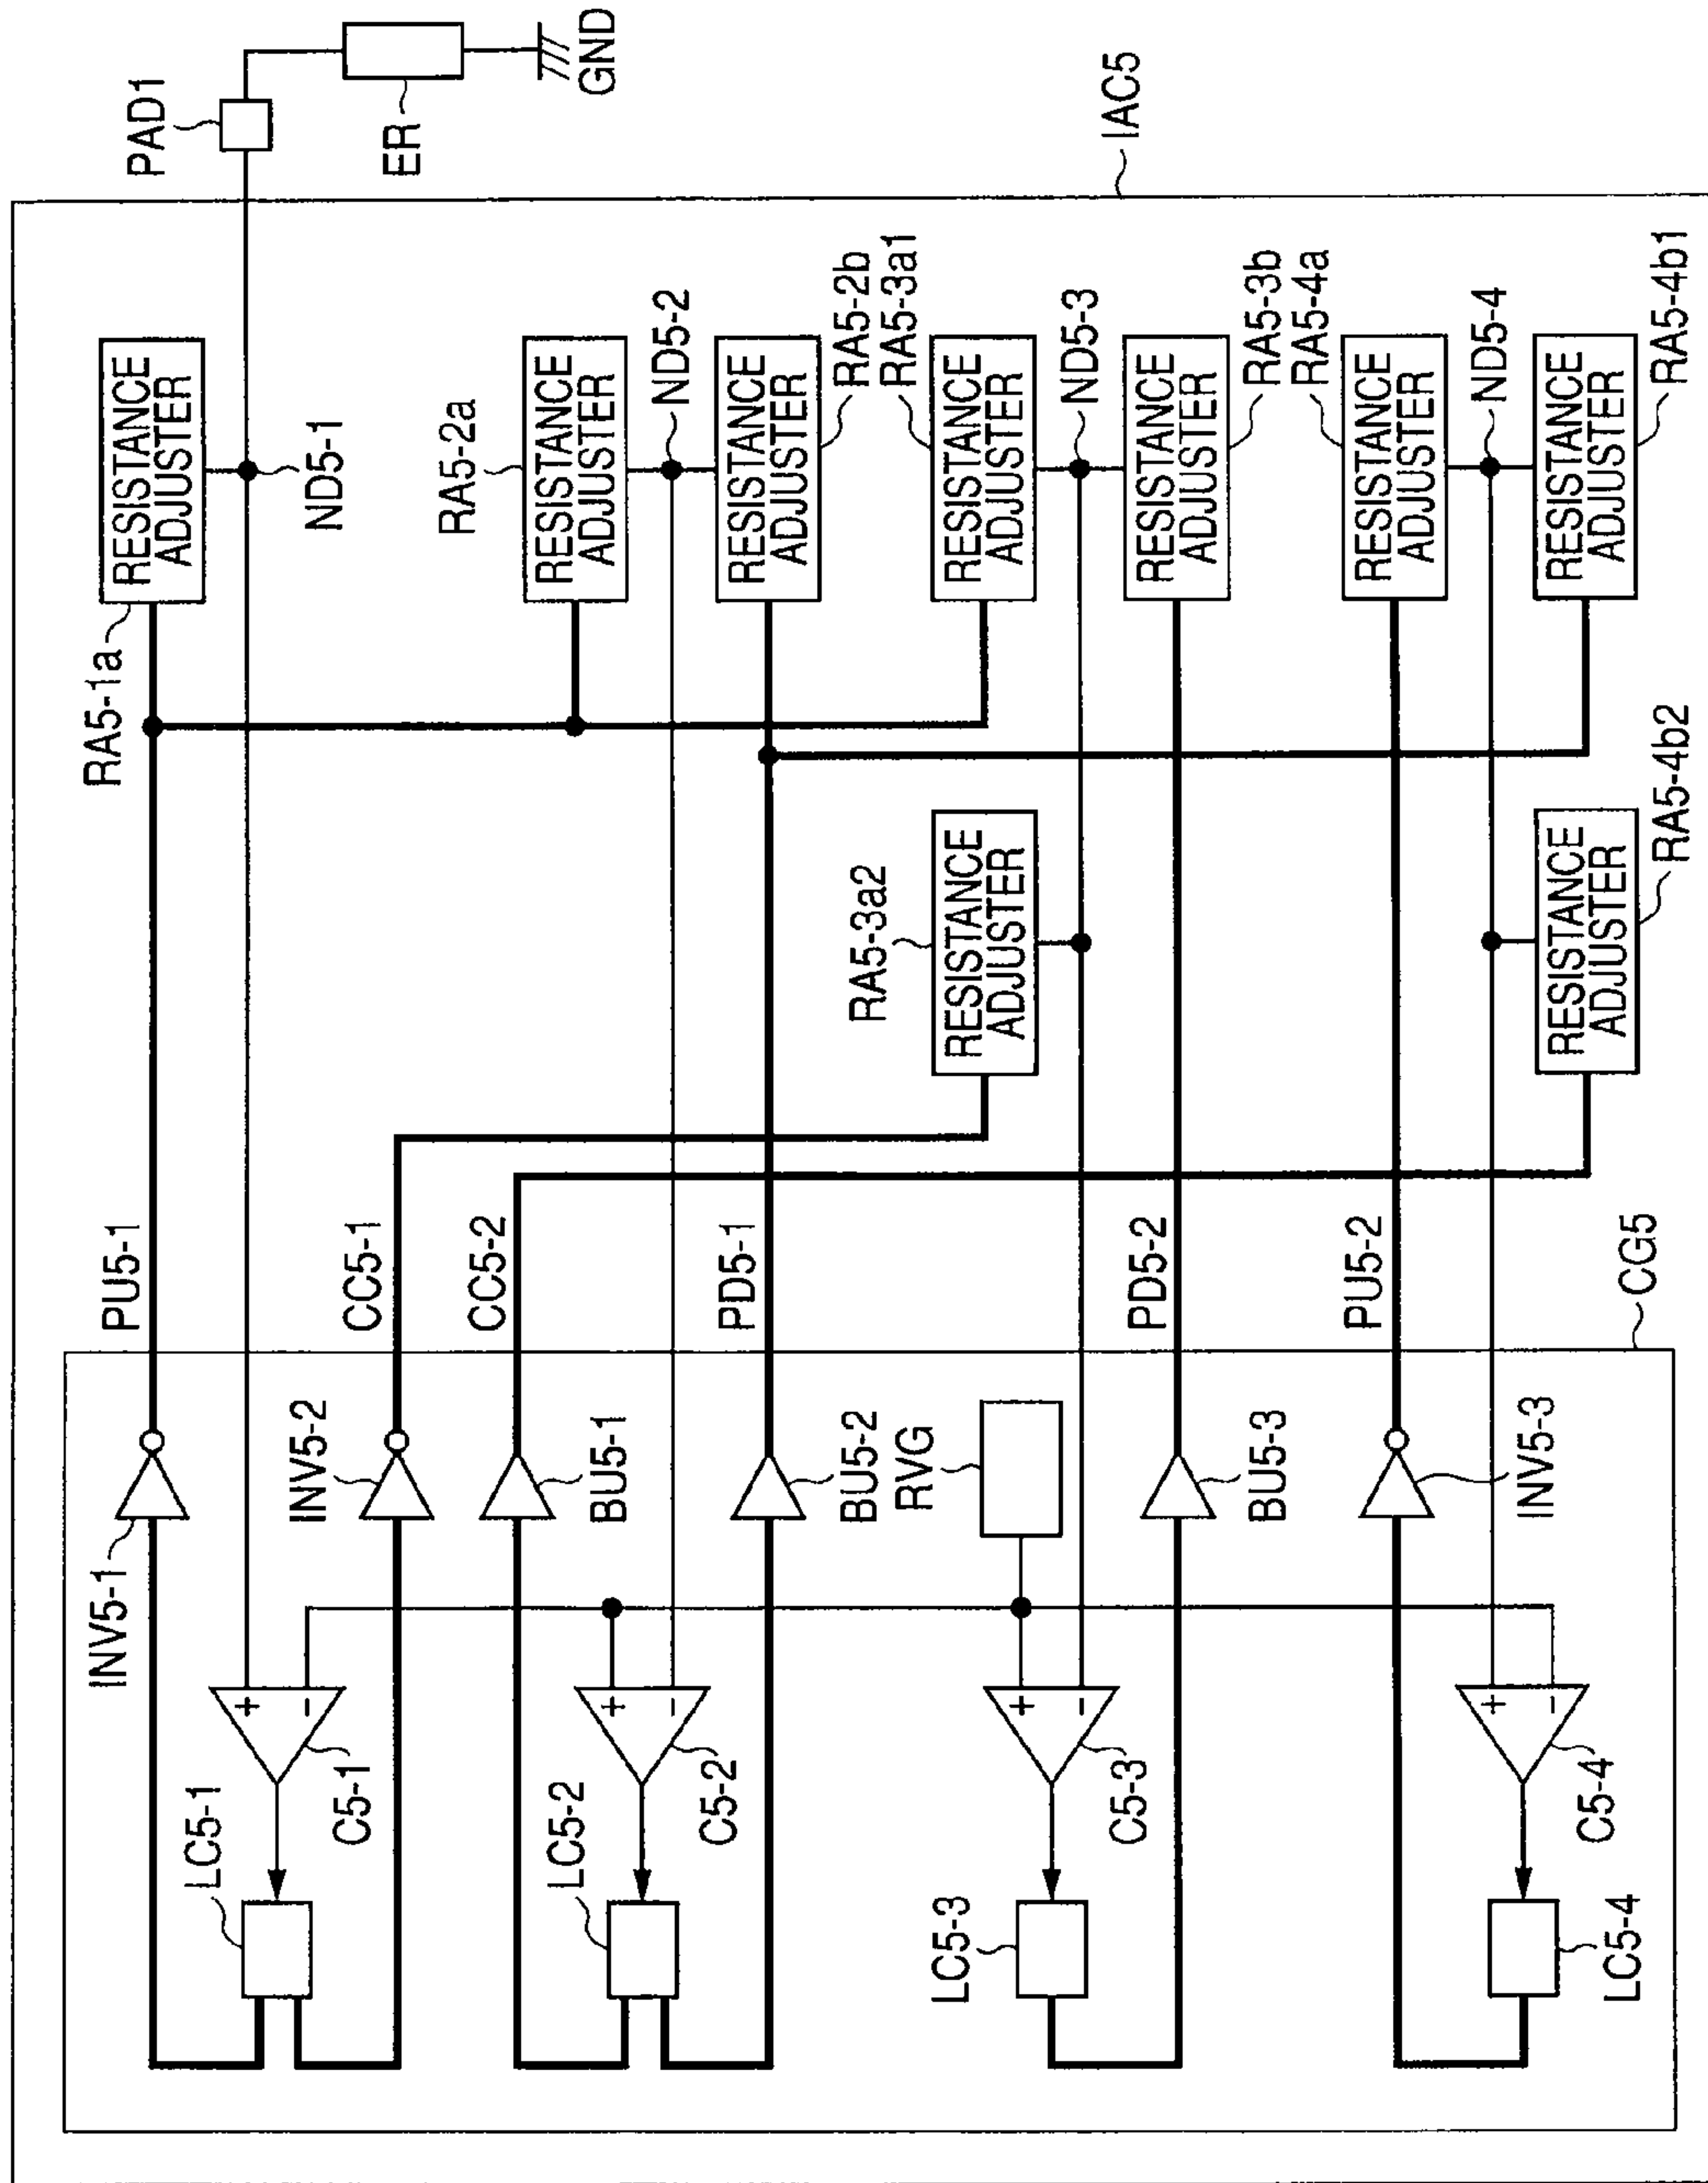 PAD1
ER
GND
IAC5
RESISTANCE
ADJUSTER
RA5-1a
ND5-1
RA5-2a
RESISTANCE
ADJUSTER
ND5-2
RESISTANCE
ADJUSTER
RA5-2b
RA5-3a1
RESISTANCE
ADJUSTER
ND5-3
RESISTANCE
ADJUSTER
RA5-3b
RA5-4a
RESISTANCE
ADJUSTER
ND5-4
RESISTANCE
ADJUSTER
RA5-4b1
RA5-3a2
RESISTANCE
ADJUSTER
RESISTANCE
ADJUSTER
RA5-4b2
PU5-1
CC5-1
CC5-2
PD5-1
PD5-2
PU5-2
CG5
INV5-1
INV5-2
BU5-1
BU5-2
RVG
BU5-3
INV5-3
+
-
C5-1
+
-
C5-2
+
-
C5-3
+
-
C5-4
LC5-1
LC5-2
LC5-3
LC5-4